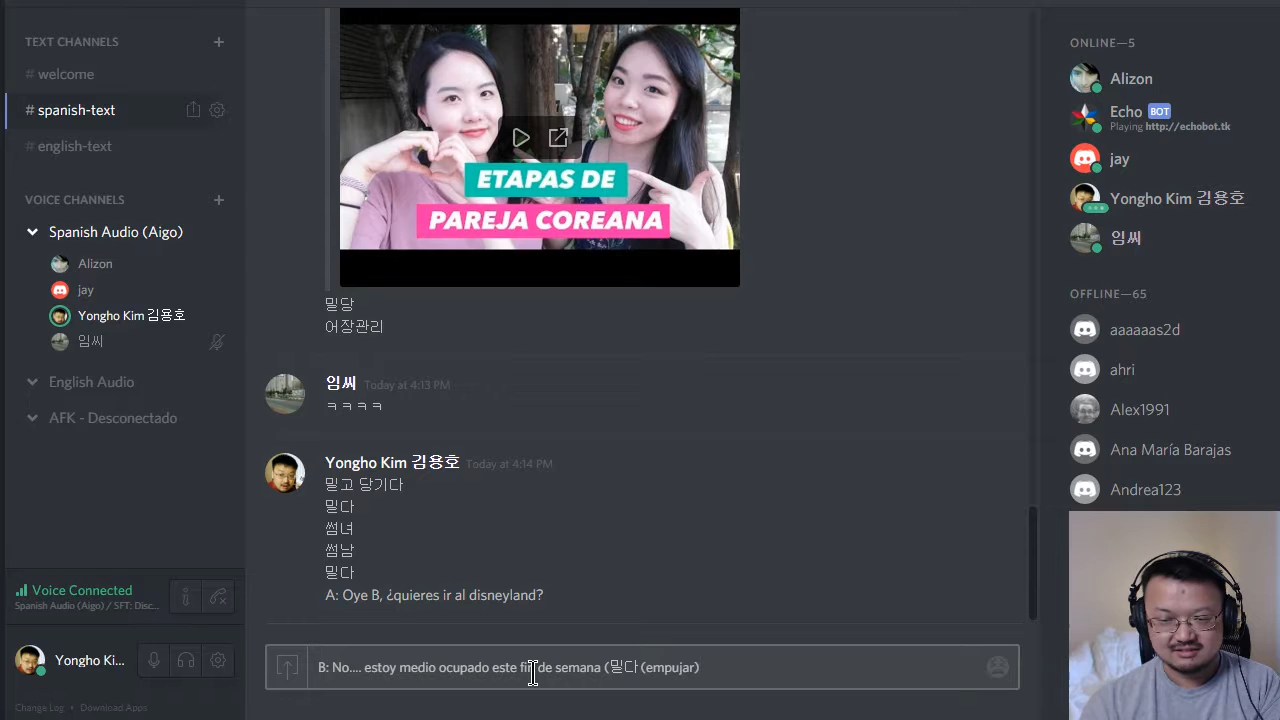 TEXT CHANNELS
# welcome
# spanish-text
# english-text
VOICE CHANNELS
Spanish Audio (Aigo)
Alizon
jay
Yongho Kim 김용호
임씨
English Audio
AFK - Desconectado
Voice Connected
Spanish Audio (Aigo) / SFT: Disc...
Yongho Ki...
Change Log • Download Apps
ETAPAS DE
PAREJA COREANA
밀당
어장관리
임씨 Today at 4:13 PM
ㅋㅋㅋㅋ
Yongho Kim 김용호 Today at 4:14 PM
밀고 당기다
밀다
썸녀
썸남
밀다
A: Oye B, ¿quieres ir al disneyland?
B: No.... estoy medio ocupado este fin de semana (밀다 (empujar)
ONLINE—5
Alizon
Echo BOT
Playing http://echobot.tk
jay
Yongho Kim 김용호
임씨
OFFLINE—65
aaaaaas2d
ahri
Alex1991
Ana María Barajas
Andrea123